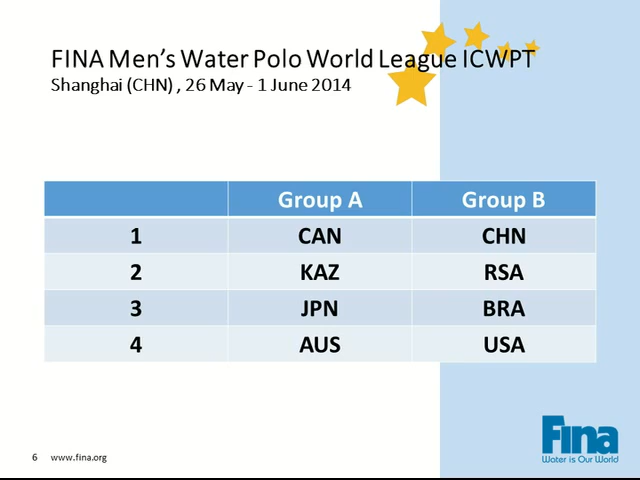 FINA Men's Water Polo World League ICWPT
Shanghai (CHN) , 26 May - 1 June 2014
Group A Group B
1 CAN CHN
2 KAZ RSA
3 JPN BRA
4 AUS USA
Fina
Water is Our World
6 www.fina.org